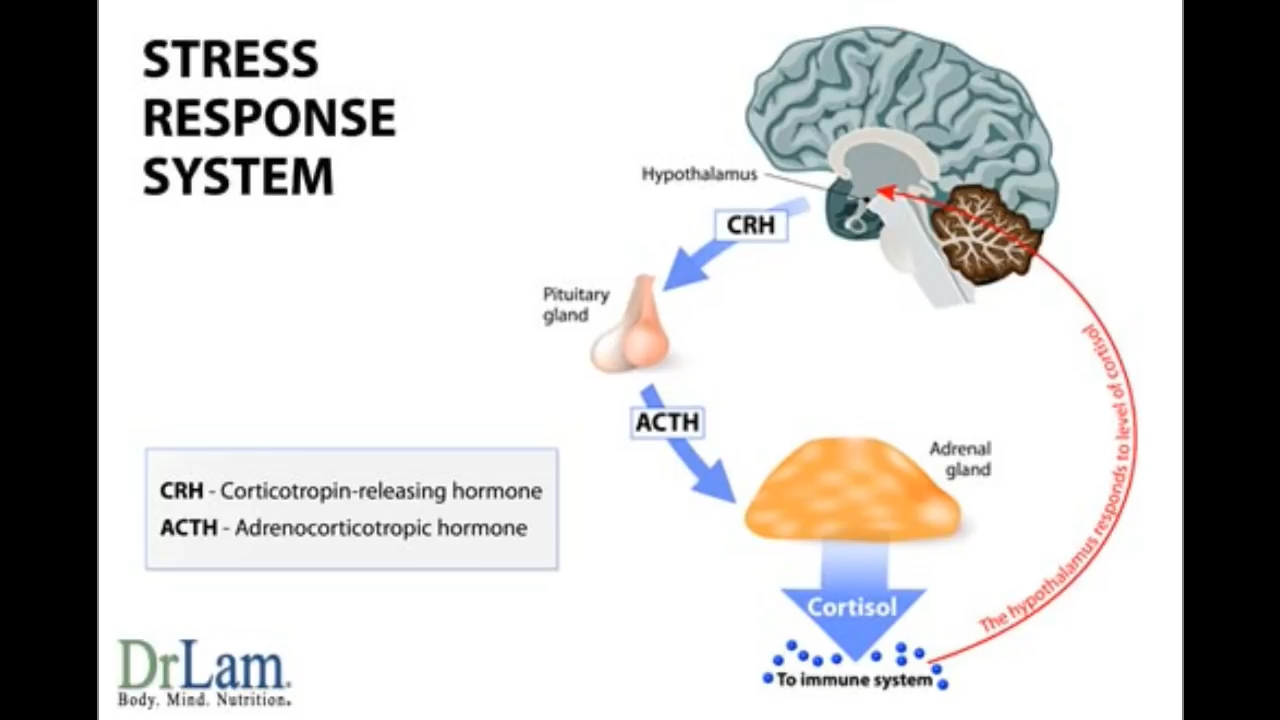 STRESS
RESPONSE
SYSTEM
Hypothalamus
CRH
Pituitary
gland
ACTH
Adrenal
gland
CRH - Corticotropin-releasing hormone
ACTH - Adrenocorticotropic hormone
Cortisol
To immune system
The hypothalamus responds to level of cortisol
DrLam.
Body. Mind. Nutrition.